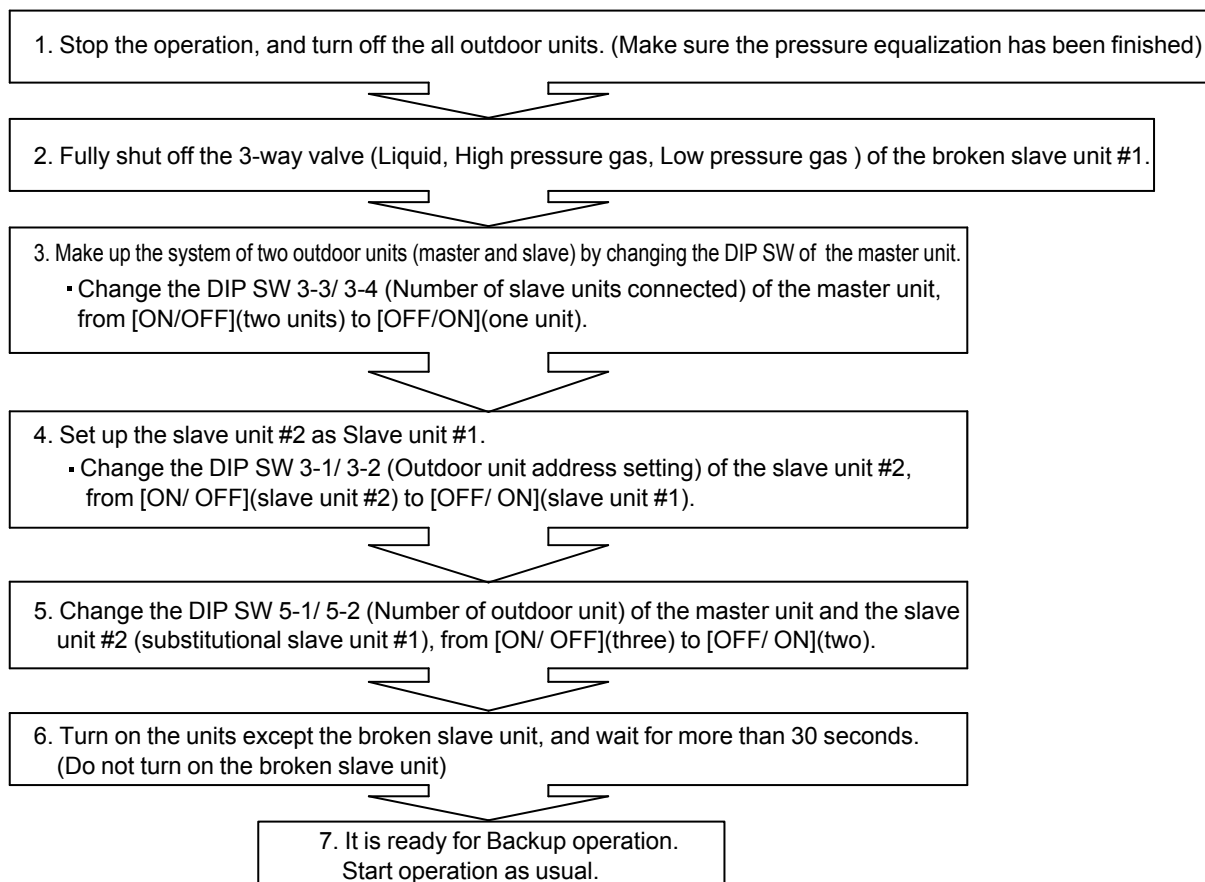 1. Stop the operation, and turn off the all outdoor units. (Make sure the pressure equalization has been finished)
2. Fully shut off the 3-way valve (Liquid, High pressure gas, Low pressure gas ) of the broken slave unit #1.
3. Make up the system of two outdoor units (master and slave) by changing the DIP SW of the master unit.
▪ Change the DIP SW 3-3/ 3-4 (Number of slave units connected) of the master unit,
from [ON/OFF](two units) to [OFF/ON](one unit).
4. Set up the slave unit #2 as Slave unit #1.
▪ Change the DIP SW 3-1/ 3-2 (Outdoor unit address setting) of the slave unit #2,
from [ON/ OFF](slave unit #2) to [OFF/ ON](slave unit #1).
5. Change the DIP SW 5-1/ 5-2 (Number of outdoor unit) of the master unit and the slave
unit #2 (substitutional slave unit #1), from [ON/ OFF](three) to [OFF/ ON](two).
6. Turn on the units except the broken slave unit, and wait for more than 30 seconds.
(Do not turn on the broken slave unit)
7. It is ready for Backup operation.
Start operation as usual.